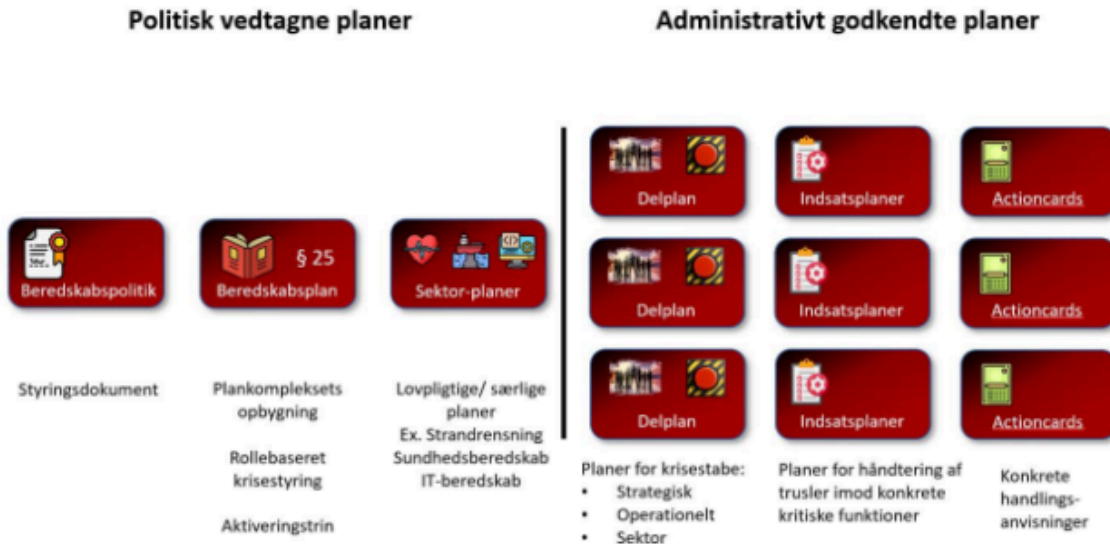 Politisk vedtagne planer
Administrativt godkendte planer
Beredskabspolitik
§ 25
Beredskabsplan
Sektor-planer
Delplan
Indsatsplaner
Actioncards
Delplan
Indsatsplaner
Actioncards
Delplan
Indsatsplaner
Actioncards
Styringsdokument
Plankompleksets
opbygning
Rollebaseret
krisestyring
Aktiveringstrin
Lovpligtige/ særlige
planer
Ex. Strandrensning
Sundhedsberedskab
IT-beredskab
Planer for krisestabe:
• Strategisk
• Operationelt
• Sektor
Planer for håndtering af
trusler imod konkrete
kritiske funktioner
Konkrete
handlings-
anvisninger